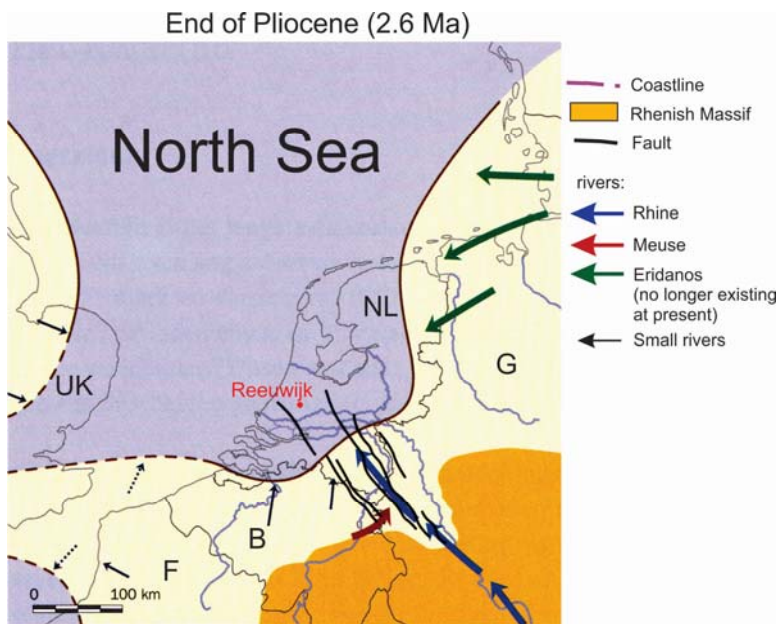 End of Pliocene (2.6 Ma)
North Sea
NL
UK
Reeuwijk
G
B
F
0 100 km
Coastline
Rhenish Massif
Fault
rivers:
Rhine
Meuse
Eridanos
(no longer existing
at present)
Small rivers